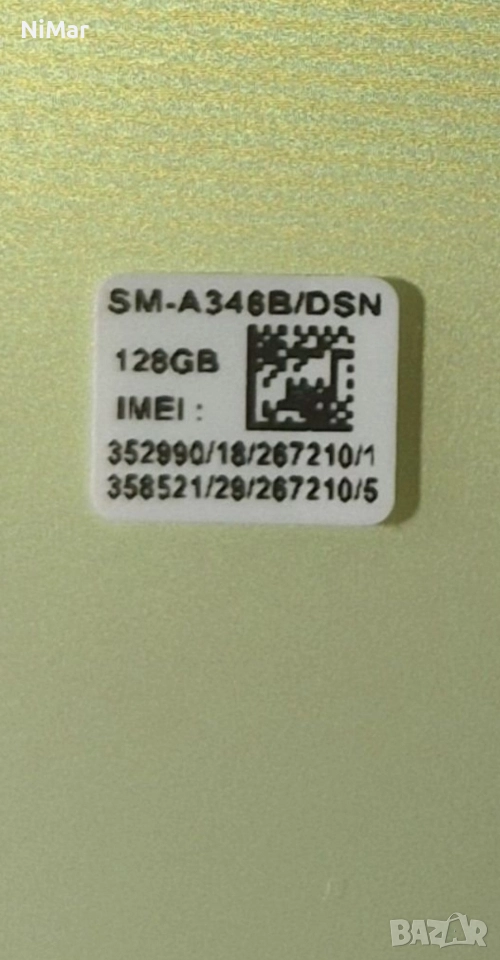 NiMar
SM-A346B/DSN
128GB
IMEI :
352990/18/267210/1
358521/29/267210/5
BAZAR